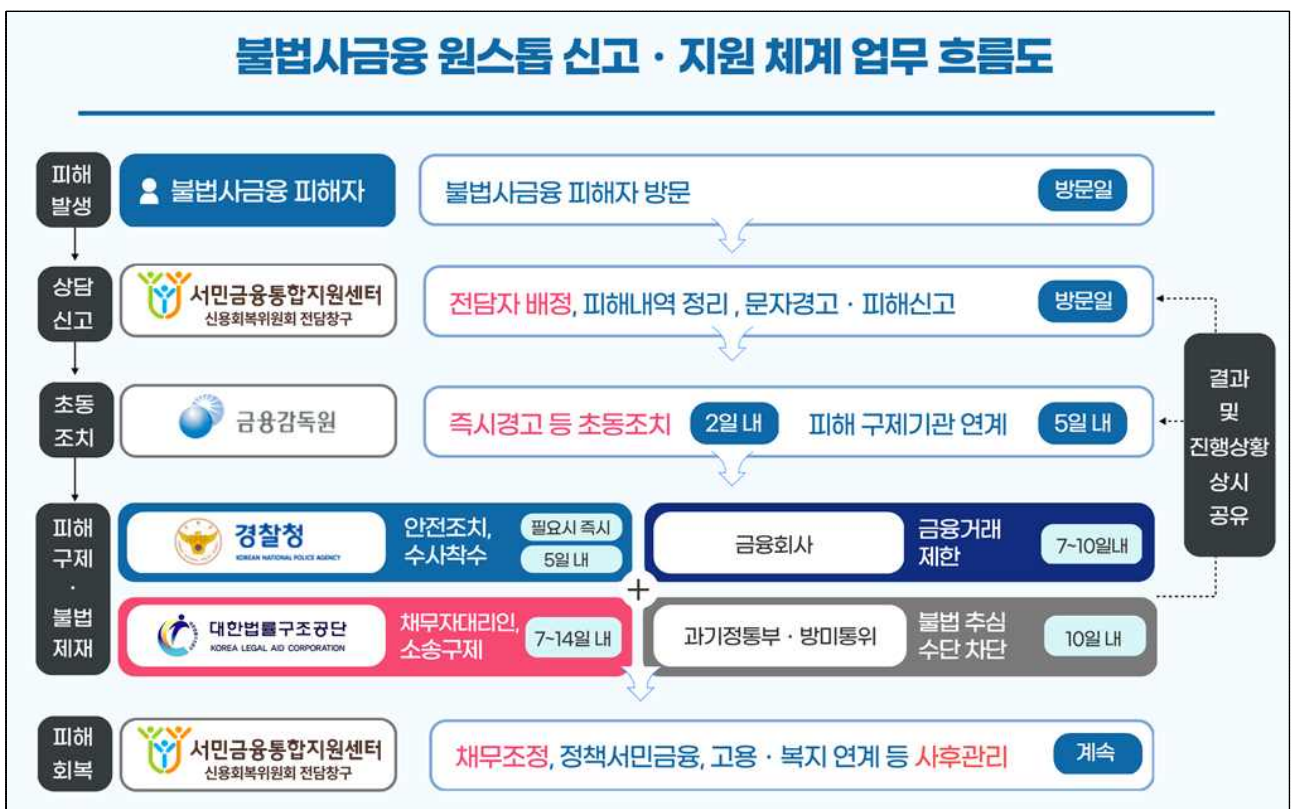 불법사금융 원스톱 신고 · 지원 체계 업무 흐름도
피해
발생
불법사금융 피해자
불법사금융 피해자 방문
방문일
상담
신고
서민금융통합지원센터
신용회복위원회 전담창구
전담자 배정, 피해내역 정리 , 문자경고 · 피해신고
방문일
초동
조치
금융감독원
즉시경고 등 초동조치
2일 내
피해 구제기관 연계
5일 내
결과
및
진행상황
상시
공유
피해
구제
·
불법
제재
경찰청
KOREAN NATIONAL POLICE AGENCY
안전조치,
수사착수
필요시 즉시
5일 내
금융회사
금융거래
제한
7~10일내
+
대한법률구조공단
KOREA LEGAL AID CORPORATION
채무자대리인,
소송구제
7~14일 내
과기정통부 · 방미통위
불법 추심
수단 차단
10일 내
피해
회복
서민금융통합지원센터
신용회복위원회 전담창구
채무조정, 정책서민금융, 고용 · 복지 연계 등 사후관리
계속